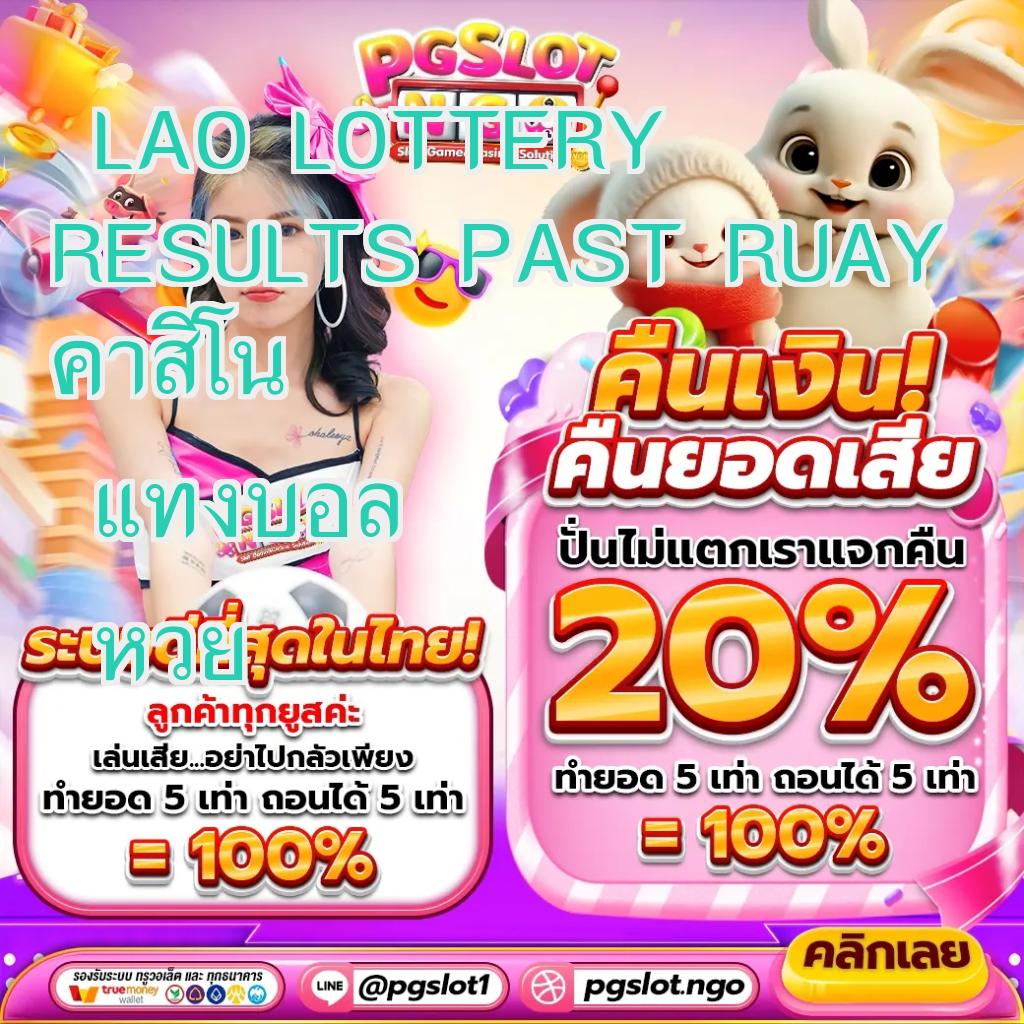 PGSLOT
NGO
LAO LOTTERY
RESULTS PAST RUAY
คาสิโน
แทงบอล
หวย
ohaleeya
คืนเงิน!
คืนยอดเสีย
ปั่นไม่แตกเราแจกคืน
20%
ทำยอด 5 เท่า ถอนได้ 5 เท่า
= 100%
สุดในไทย!
ลูกค้าทุกยูสค่ะ
เล่นเสีย...อย่าไปกลัวเพียง
ทำยอด 5 เท่า ถอนได้ 5 เท่า
= 100%
คลิกเลย
รองรับระบบ ทรูวอเล็ต และ ทุกธนาคาร
truemoney
wallet
LINE @pgslot1
pgslot.ngo